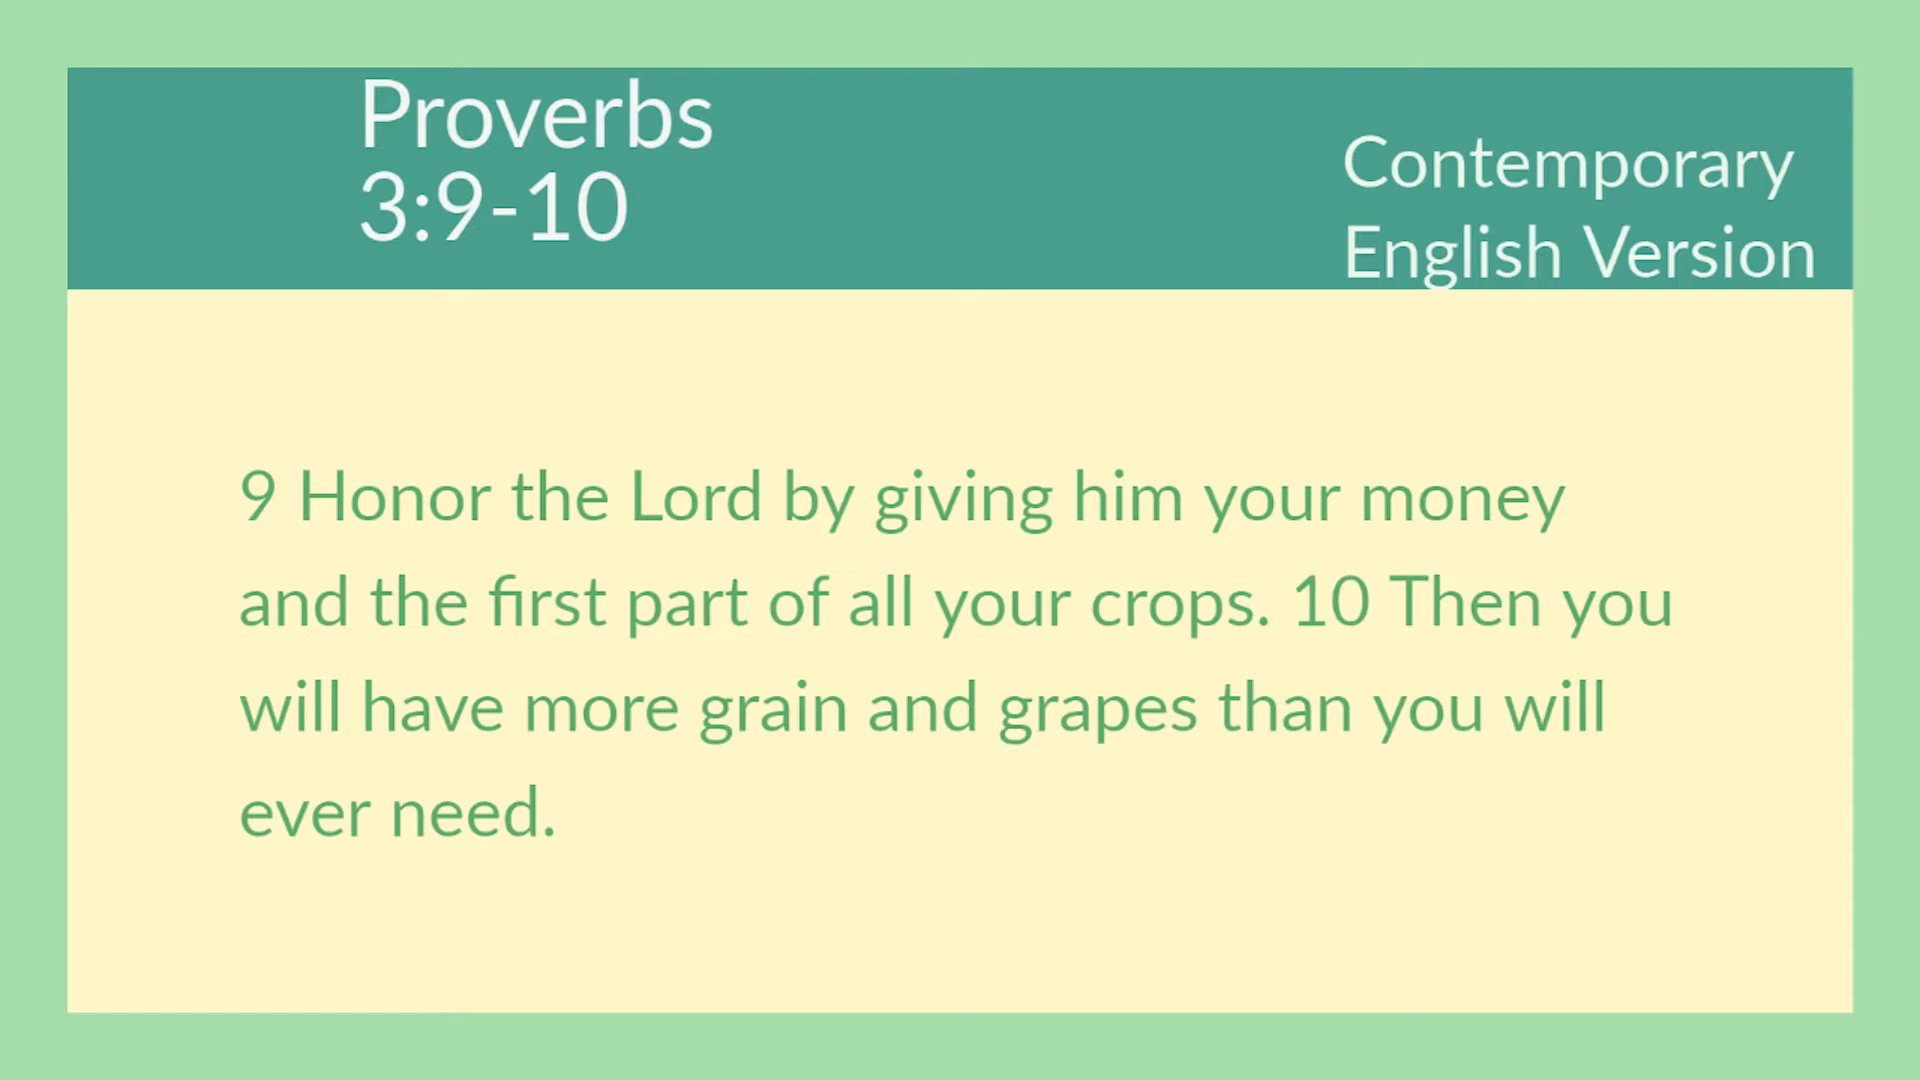 Proverbs
3:9-10
Contemporary
English Version
9 Honor the Lord by giving him your money
and the first part of all your crops. 10 Then you
will have more grain and grapes than you will
ever need.